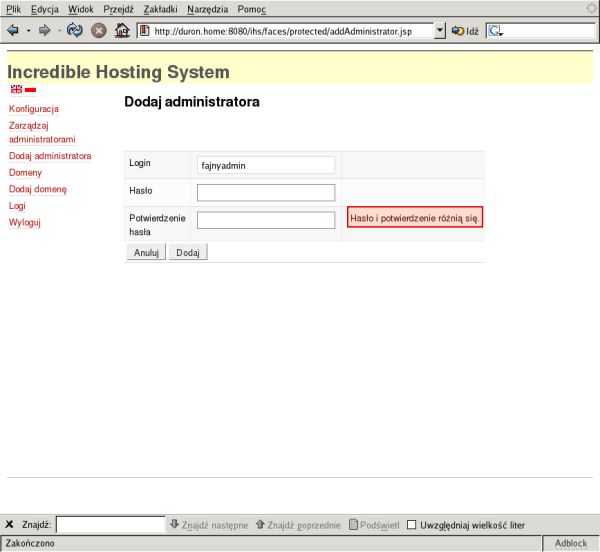 Plik Edycja Widok Przejdź Zakładki Narzędzia Pomoc
http://duron.home:8080/ihs/faces/protected/addAdministrator.jsp Idź G
Incredible Hosting System
Dodaj administratora
Konfiguracja
Zarządzaj
administratorami
Dodaj administratora
Domeny
Dodaj domenę
Logi
Wyloguj
Login fajnyadmin
Hasło
Potwierdzenie
hasła
Hasło i potwierdzenie różnią się.
Anuluj Dodaj
Znajdź: Znajdź następne Znajdź poprzednie Podświetl Uwzględniaj wielkość liter
Zakończono Adblock